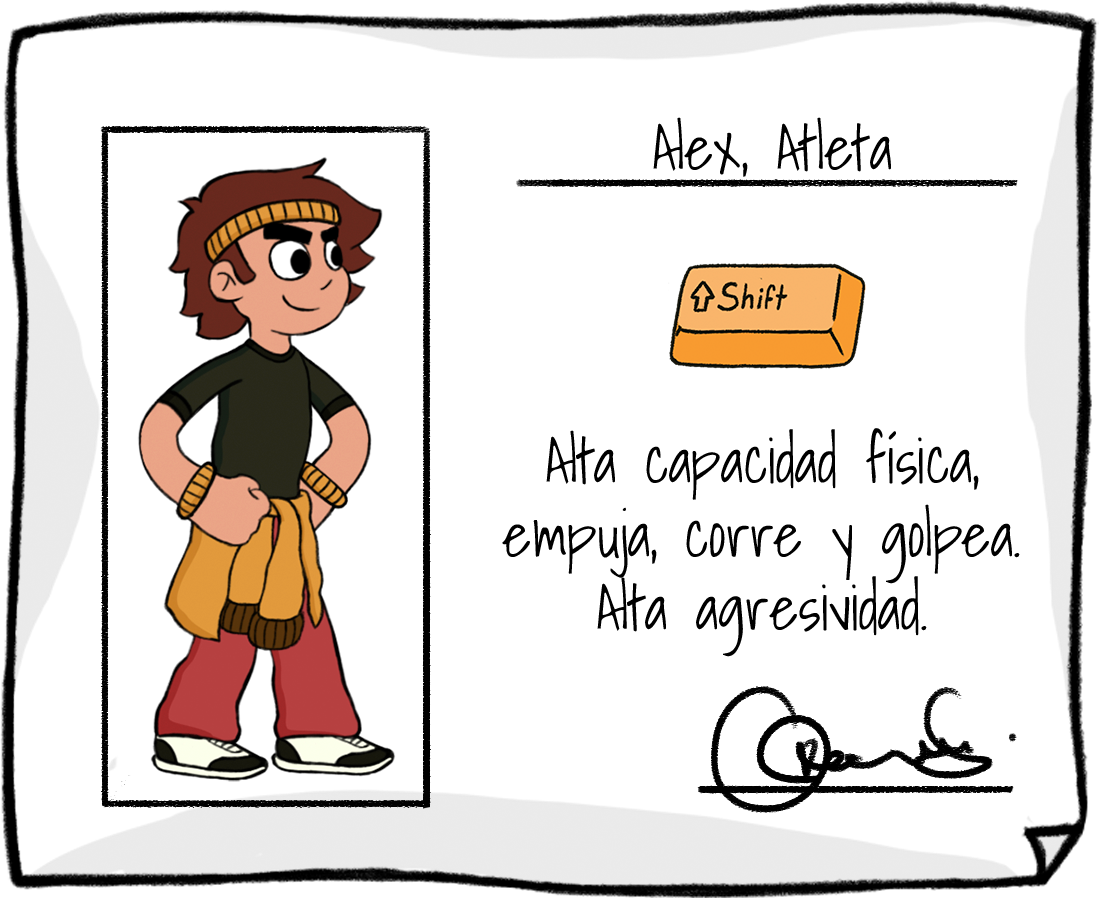 Alex, Atleta
⇧Shift
Alta capacidad física,
empuja, corre y golpea.
Alta agresividad.